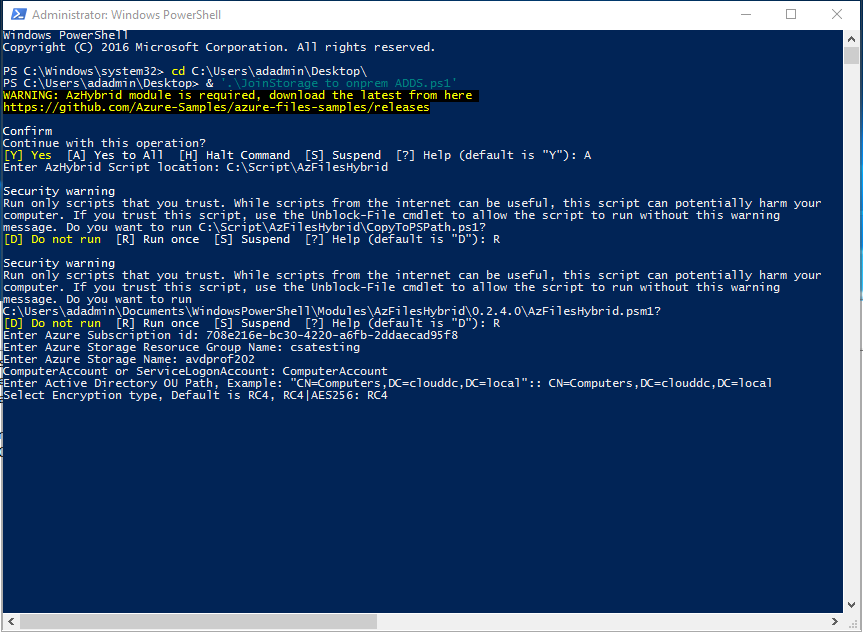 Administrator: Windows PowerShell
Windows PowerShell
Copyright (C) 2016 Microsoft Corporation. All rights reserved.
PS C:\Windows\system32> cd C:\Users\adadmin\Desktop\
PS C:\Users\adadmin\Desktop> & '.\JoinStorage to onprem ADDS.ps1'
WARNING: AzHybrid module is required, download the latest from here
https://github.com/Azure-Samples/azure-files-samples/releases
Confirm
Continue with this operation?
[Y] Yes  [A] Yes to All  [H] Halt Command  [S] Suspend  [?] Help (default is "Y"): A
Enter AzHybrid Script location: C:\Script\AzFilesHybrid
Security warning
Run only scripts that you trust. While scripts from the internet can be useful, this script can potentially harm your
computer. If you trust this script, use the Unblock-File cmdlet to allow the script to run without this warning
message. Do you want to run C:\Script\AzFilesHybrid\CopyToPSPath.ps1?
[D] Do not run  [R] Run once  [S] Suspend  [?] Help (default is "D"): R
Security warning
Run only scripts that you trust. While scripts from the internet can be useful, this script can potentially harm your
computer. If you trust this script, use the Unblock-File cmdlet to allow the script to run without this warning
message. Do you want to run
C:\Users\adadmin\Documents\WindowsPowerShell\Modules\AzFilesHybrid\0.2.4.0\AzFilesHybrid.psm1?
[D] Do not run  [R] Run once  [S] Suspend  [?] Help (default is "D"): R
Enter Azure Subscription id: 708e216e-bc30-4220-a6fb-2ddaecad95f8
Enter Azure Storage Resoruce Group Name: csatesting
Enter Azure Storage Name: avdprof202
ComputerAccount or ServiceLogonAccount: ComputerAccount
Enter Active Directory OU Path, Example: "CN=Computers,DC=clouddc,DC=local":: CN=Computers,DC=clouddc,DC=local
Select Encryption type, Default is RC4, RC4|AES256: RC4